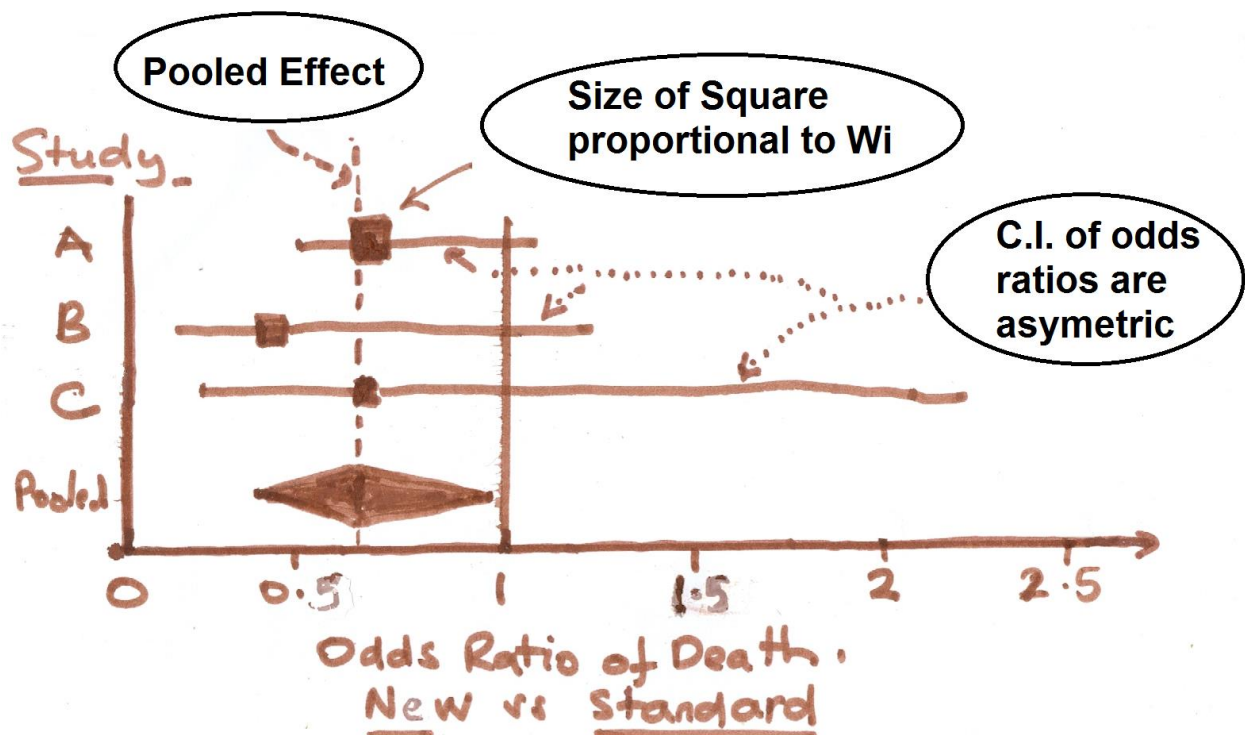 Pooled Effect
Size of Square
proportional to Wi
Study
C.I. of odds
ratios are
asymetric
A
B
C
Pooled
0 0.5 1 1.5 2 2.5
Odds Ratio of Death.
New vs Standard